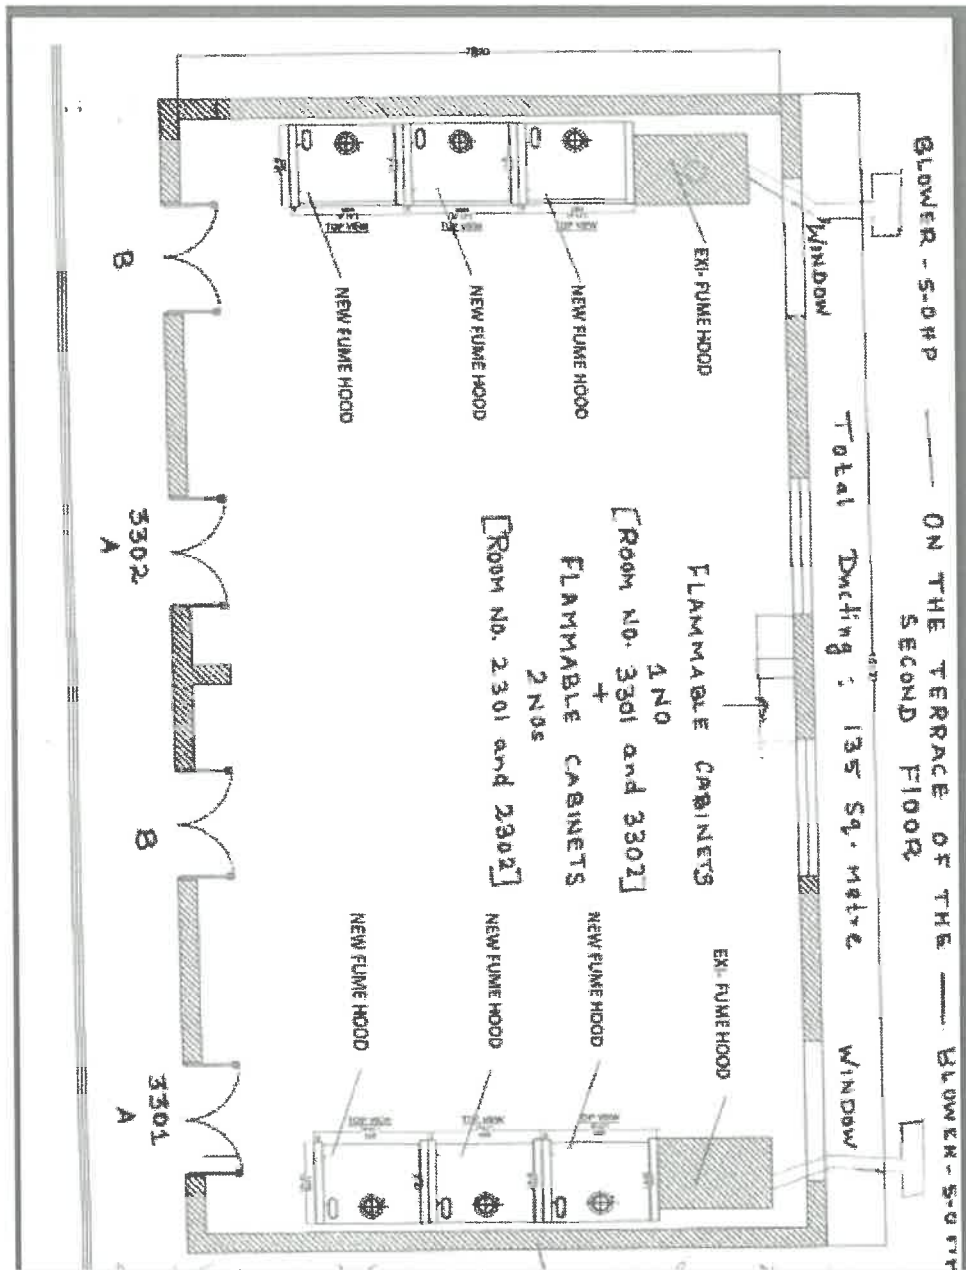 BLOWER - 5-0 HP — ON THE TERRACE OF THE — BLOWER - 5-0 HP
SECOND FLOOR
Total Ducting : 135 Sq. metre
WINDOW
WINDOW
EXI- FUME HOOD
NEW FUME HOOD
NEW FUME HOOD
NEW FUME HOOD
FLAMMABLE CABINETS
1 NO
[ROOM NO. 3301 and 3302]
+
FLAMMABLE CABINETS
2 NOs
[ROOM NO. 2301 and 2302]
EXI- FUME HOOD
NEW FUME HOOD
NEW FUME HOOD
NEW FUME HOOD
B
3302
A
B
3301
A